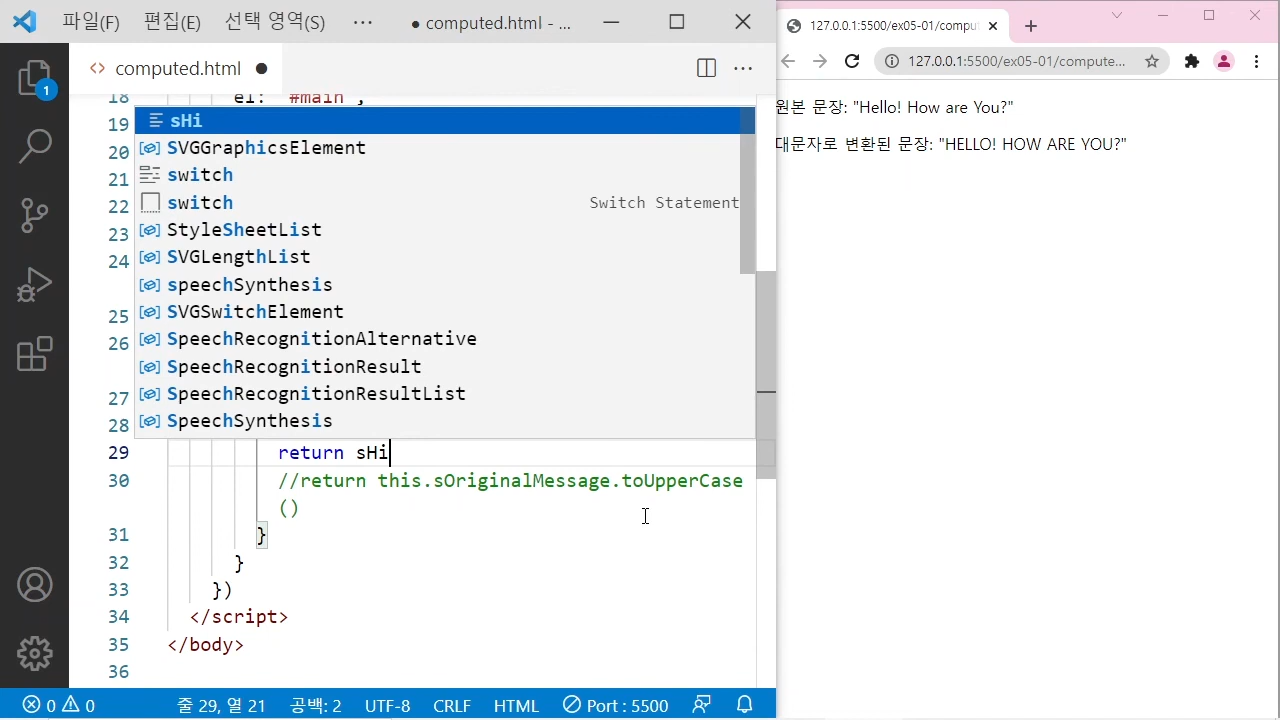 파일(F) 편집(E) 선택 영역(S) ··· ● computed.html - ...
<> computed.html ●
1
18 el: "#main",
19
20
21
22
23
24
25
26
27
28
sHi
SVGGraphicsElement
switch
switch Switch Statement
StyleSheetList
SVGLengthList
speechSynthesis
SVGSwitchElement
SpeechRecognitionAlternative
SpeechRecognitionResult
SpeechRecognitionResultList
SpeechSynthesis
29 return sHi
30 //return this.sOriginalMessage.toUpperCase
()
31 }
32 }
33 })
34 </script>
35 </body>
36
0 0 줄 29, 열 21 공백: 2 UTF-8 CRLF HTML Port : 5500
127.0.0.1:5500/ex05-01/compu
127.0.0.1:5500/ex05-01/compute...
원본 문장: "Hello! How are You?"
대문자로 변환된 문장: "HELLO! HOW ARE YOU?"